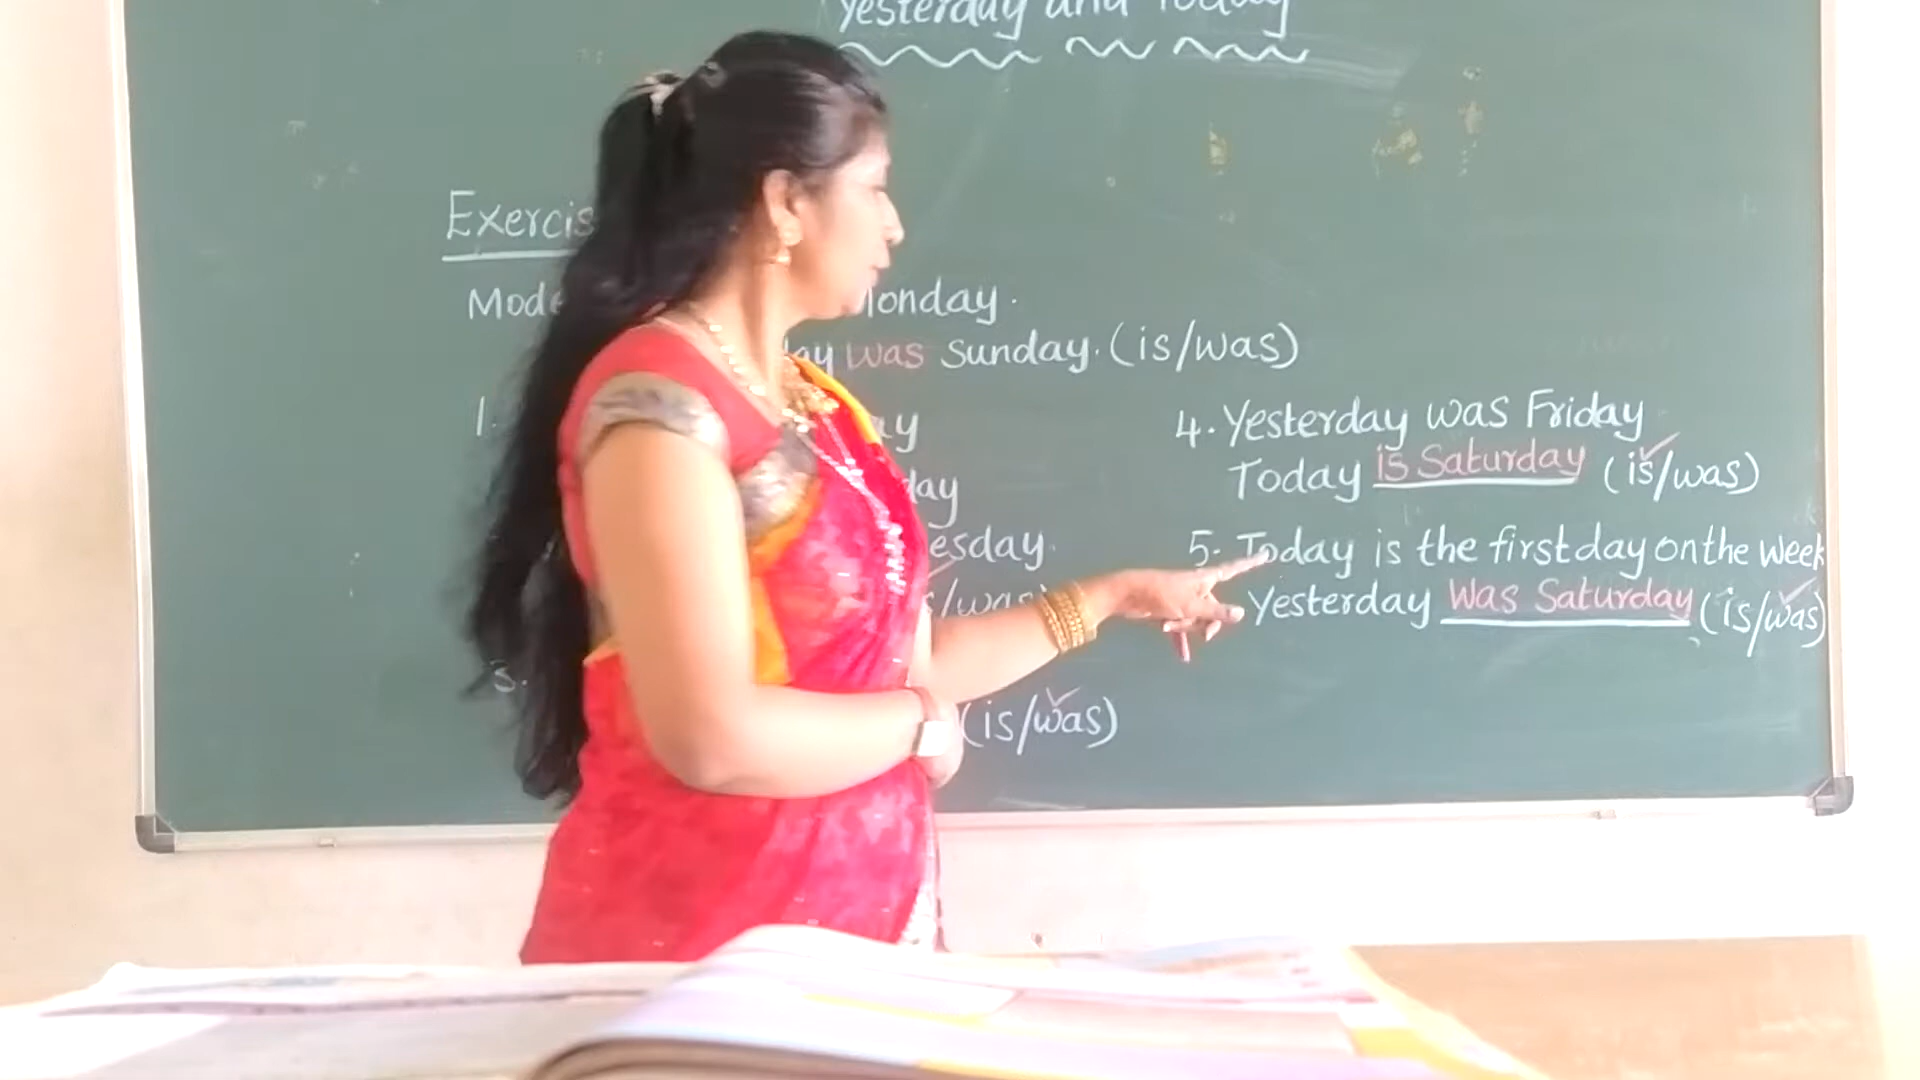 Yesterday and Today
Exercis
Mode Monday.
ay was Sunday. (is/was)
1. ay
day
esday.
s/was)
3.
(is/was)
4. Yesterday was Friday
Today is Saturday (is/was)
5. Today is the first day on the week
Yesterday Was Saturday (is/was)